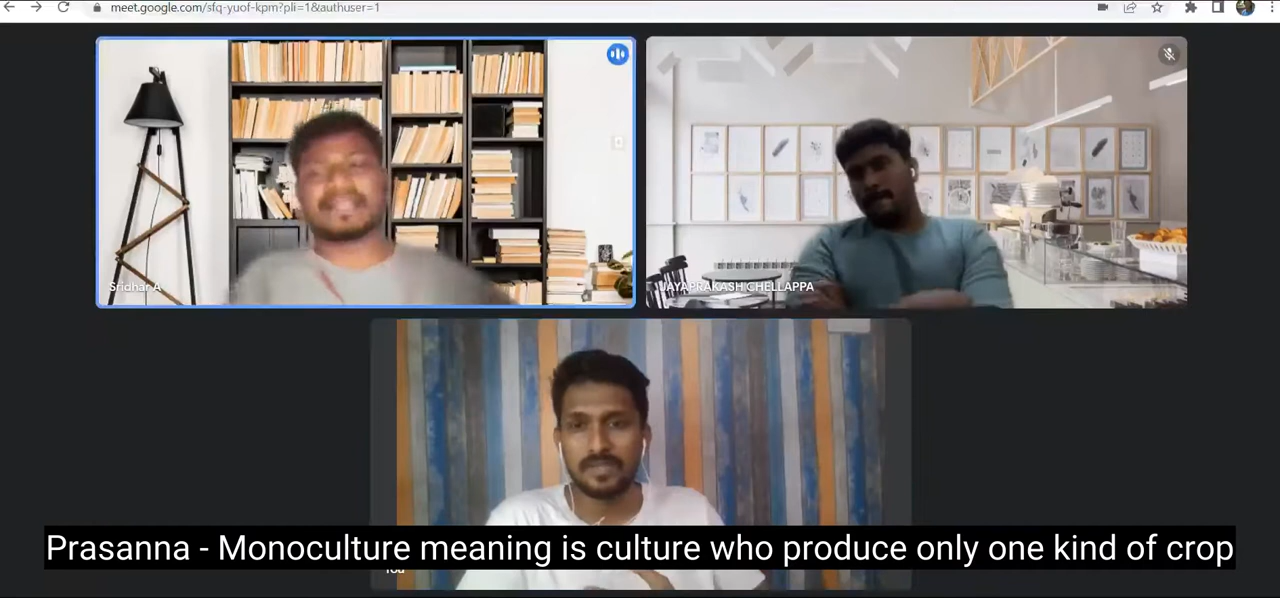 meet.google.com/sfq-yuof-kpm?pli=1&authuser=1
Sridhar A
JAYAPRAKASH CHELLAPPA
Prasanna - Monoculture meaning is culture who produce only one kind of crop
You